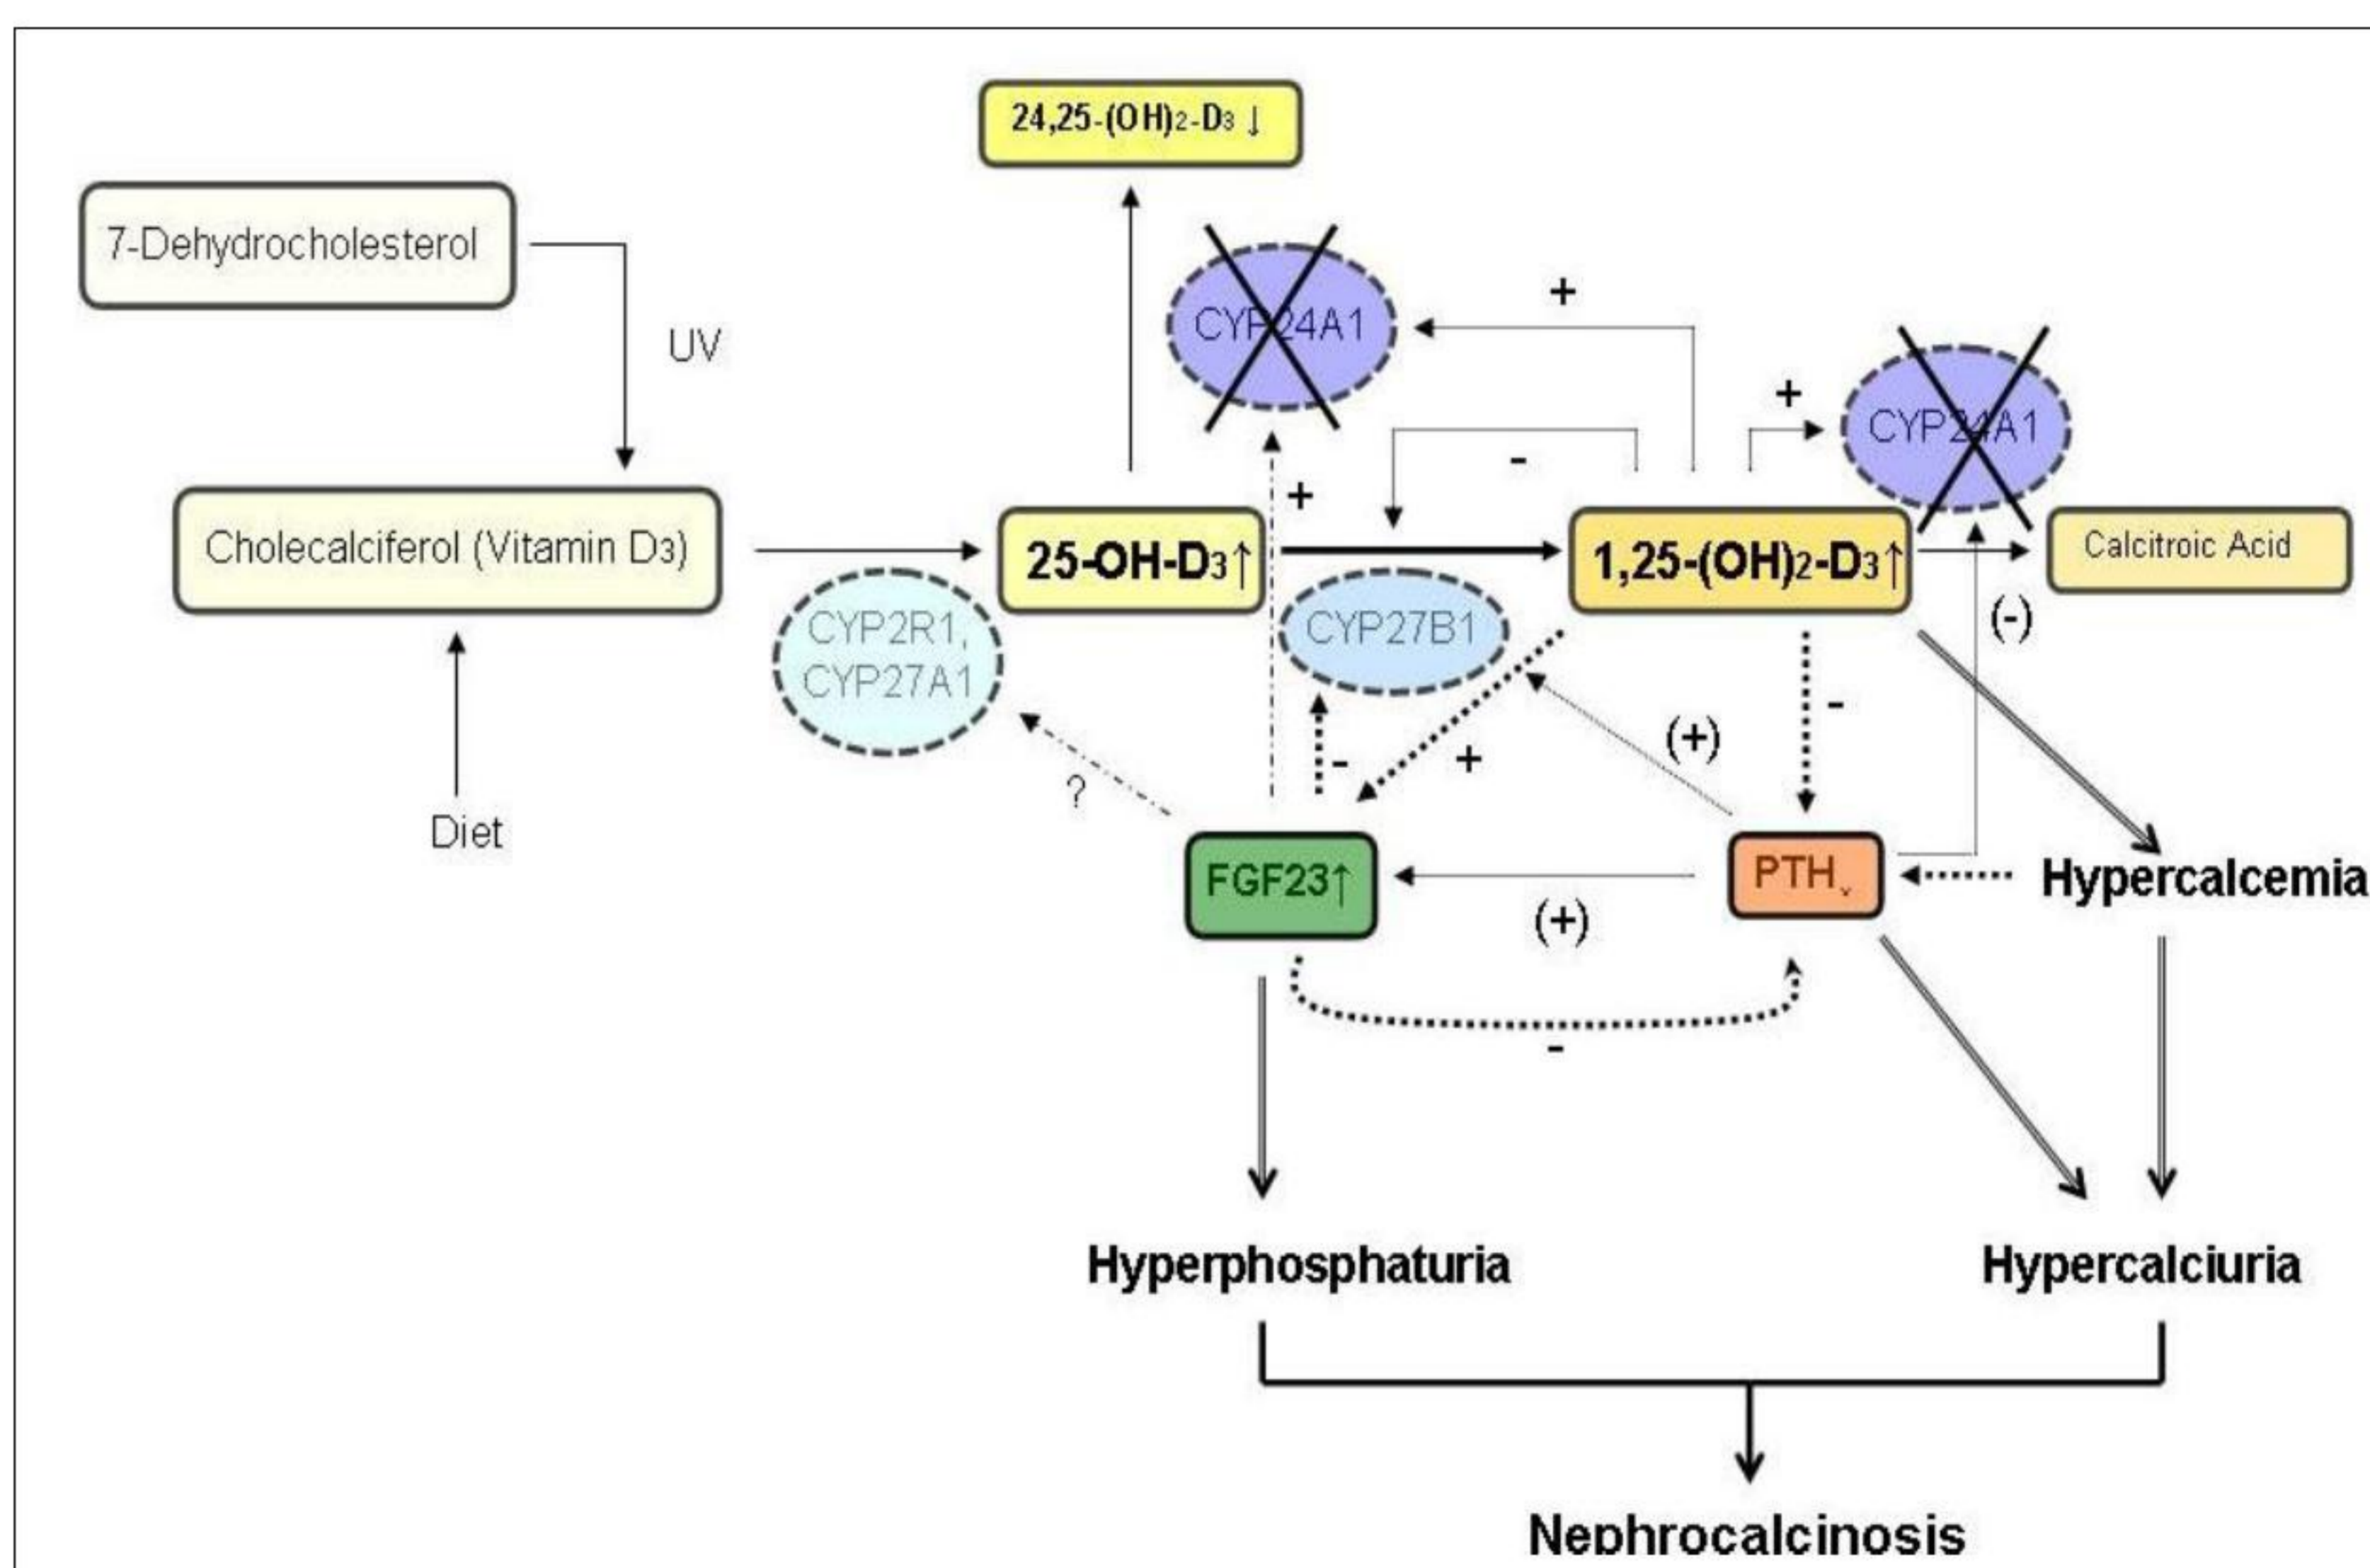 24,25-(OH)2-D3 ↓
7-Dehydrocholesterol
CYP24A1
+
UV
+
CYP24A1
-
+
Cholecalciferol (Vitamin D3)
25-OH-D3↑
1,25-(OH)2-D3↑
Calcitroic Acid
CYP2R1,
CYP27A1
CYP27B1
(-)
-
(+)
+
-
?
Diet
FGF23↑
PTH
Hypercalcemia
(+)
-
Hyperphosphaturia
Hypercalciuria
Nephrocalcinosis